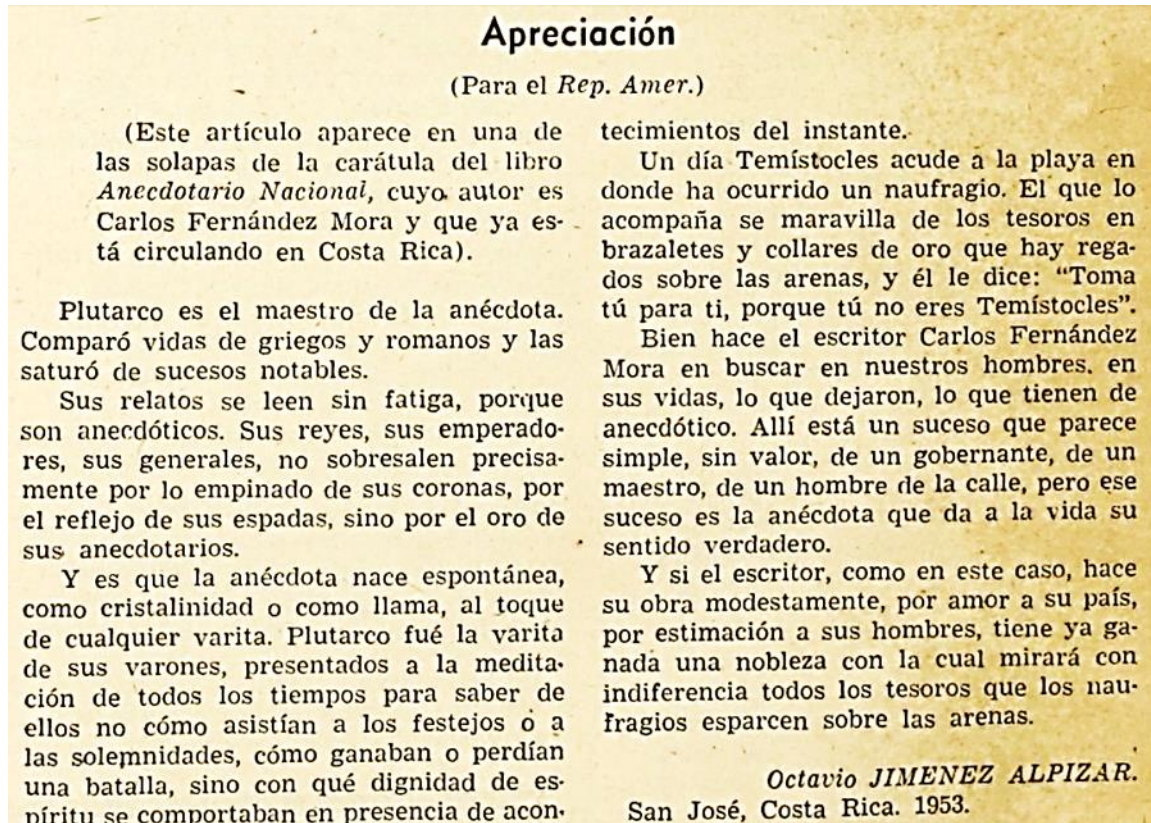 Apreciación
(Para el Rep. Amer.)
(Este artículo aparece en una de
las solapas de la carátula del libro
Anecdotario Nacional, cuyo autor es
Carlos Fernández Mora y que ya es-
tá circulando en Costa Rica).
Plutarco es el maestro de la anécdota.
Comparó vidas de griegos y romanos y las
saturó de sucesos notables.
Sus relatos se leen sin fatiga, porque
son anecdóticos. Sus reyes, sus emperado-
res, sus generales, no sobresalen precisa-
mente por lo empinado de sus coronas, por
el reflejo de sus espadas, sino por el oro de
sus anecdotarios.
Y es que la anécdota nace espontánea,
como cristalinidad o como llama, al toque
de cualquier varita. Plutarco fué la varita
de sus varones, presentados a la medita-
ción de todos los tiempos para saber de
ellos no cómo asistían a los festejos o a
las solemnidades, cómo ganaban o perdían
una batalla, sino con qué dignidad de es-
píritu se comportaban en presencia de acon-
tecimientos del instante.
Un día Temístocles acude a la playa en
donde ha ocurrido un naufragio. El que lo
acompaña se maravilla de los tesoros en
brazaletes y collares de oro que hay rega-
dos sobre las arenas, y él le dice: “Toma
tú para ti, porque tú no eres Temístocles”.
Bien hace el escritor Carlos Fernández
Mora en buscar en nuestros hombres, en
sus vidas, lo que dejaron, lo que tienen de
anecdótico. Allí está un suceso que parece
simple, sin valor, de un gobernante, de un
maestro, de un hombre de la calle, pero ese
suceso es la anécdota que da a la vida su
sentido verdadero.
Y si el escritor, como en este caso, hace
su obra modestamente, por amor a su país,
por estimación a sus hombres, tiene ya ga-
nada una nobleza con la cual mirará con
indiferencia todos los tesoros que los nau-
fragios esparcen sobre las arenas.
Octavio JIMENEZ ALPIZAR.
San José, Costa Rica. 1953.